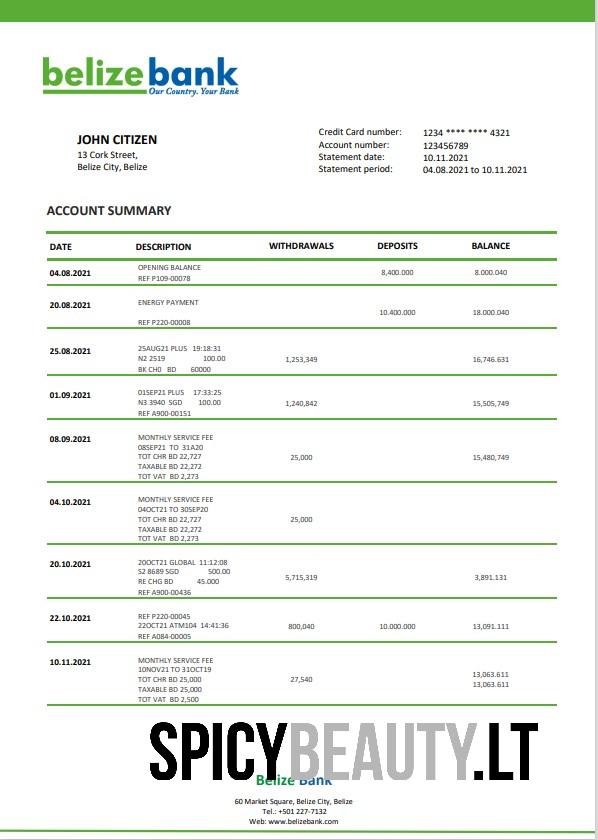 belize bank
Our Country. Your Bank
JOHN CITIZEN
13 Cork Street,
Belize City, Belize
Credit Card number: 1234 **** **** 4321
Account number: 123456789
Statement date: 10.11.2021
Statement period: 04.08.2021 to 10.11.2021
ACCOUNT SUMMARY
DATE DESCRIPTION WITHDRAWALS DEPOSITS BALANCE
04.08.2021 OPENING BALANCE 8,400.000 8.000.040
REF P109-00078
20.08.2021 ENERGY PAYMENT
10.400.000 18.000.040
REF P220-00008
25.08.2021 25AUG21 PLUS 19:18:31
N2 2519 100.00 1,253,349 16,746.631
BK CH0 BD 60000
01.09.2021 01SEP21 PLUS 17:33:25
N3 3940 SGD 100.00 1,240,842 15,505,749
REF A900-00151
08.09.2021 MONTHLY SERVICE FEE
08SEP21 TO 31A20
TOT CHR BD 22,727 25,000 15,480,749
TAXABLE BD 22,272
TOT VAT BD 2,273
04.10.2021 MONTHLY SERVICE FEE
04OCT21 TO 30SEP20
TOT CHR BD 22,727 25,000
TAXABLE BD 22,272
TOT VAT BD 2,273
20.10.2021 20OCT21 GLOBAL 11:12:08
S2 8689 SGD 500.00
RE CHG BD 45.000 5,715,319 3,891.131
REF A900-00436
22.10.2021 REF P220-00045
22OCT21 ATM104 14:41:36 800,040 10.000.000 13,091.111
REF A084-00005
10.11.2021 MONTHLY SERVICE FEE
10NOV21 TO 31OCT19 13,063.611
TOT CHR BD 25,000 27,540 13,063.611
TAXABLE BD 25,000
TOT VAT BD 2,500
SPICYBEAUTY.LT
Belize Bank
60 Market Square, Belize City, Belize
Tel.: +501 227-7132
Web: www.belizebank.com